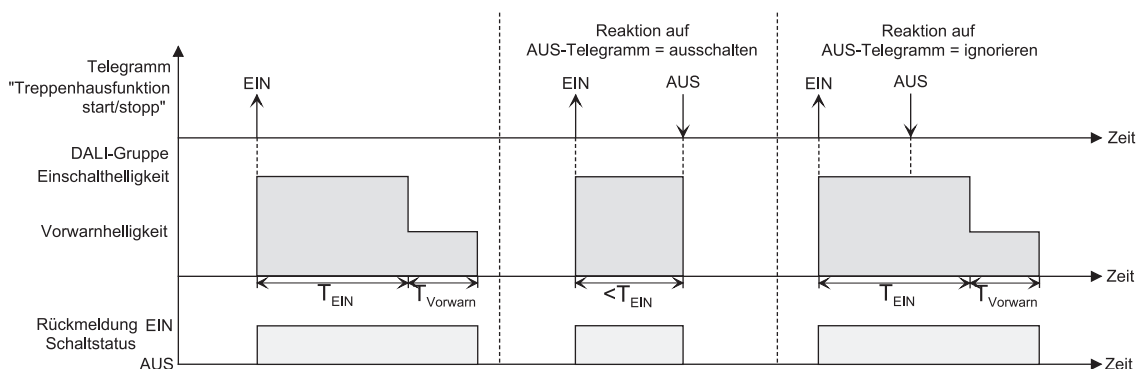 Reaktion auf
AUS-Telegramm = ausschalten
Reaktion auf
AUS-Telegramm = ignorieren
Telegramm
"Treppenhausfunktion
start/stopp"
EIN
EIN
AUS
EIN
AUS
Zeit
DALI-Gruppe
Einschalthelligkeit
Vorwarnhelligkeit
Zeit
TEIN
TVorwarn
<TEIN
TEIN
TVorwarn
Rückmeldung EIN
Schaltstatus
AUS
Zeit